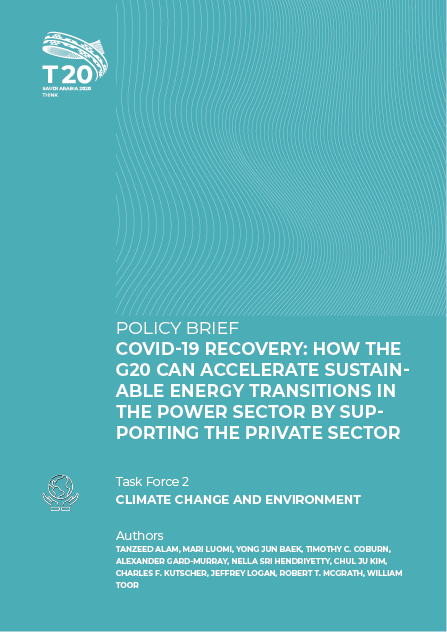 T20
SAUDI ARABIA 2020
THINK
POLICY BRIEF
COVID-19 RECOVERY: HOW THE
G20 CAN ACCELERATE SUSTAIN-
ABLE ENERGY TRANSITIONS IN
THE POWER SECTOR BY SUP-
PORTING THE PRIVATE SECTOR
Task Force 2
CLIMATE CHANGE AND ENVIRONMENT
Authors
TANZEED ALAM, MARI LUOMI, YONG JUN BAEK, TIMOTHY C. COBURN,
ALEXANDER GARD-MURRAY, NELLA SRI HENDRIYETTY, CHUL JU KIM,
CHARLES F. KUTSCHER, JEFFREY LOGAN, ROBERT T. MCGRATH, WILLIAM
TOOR